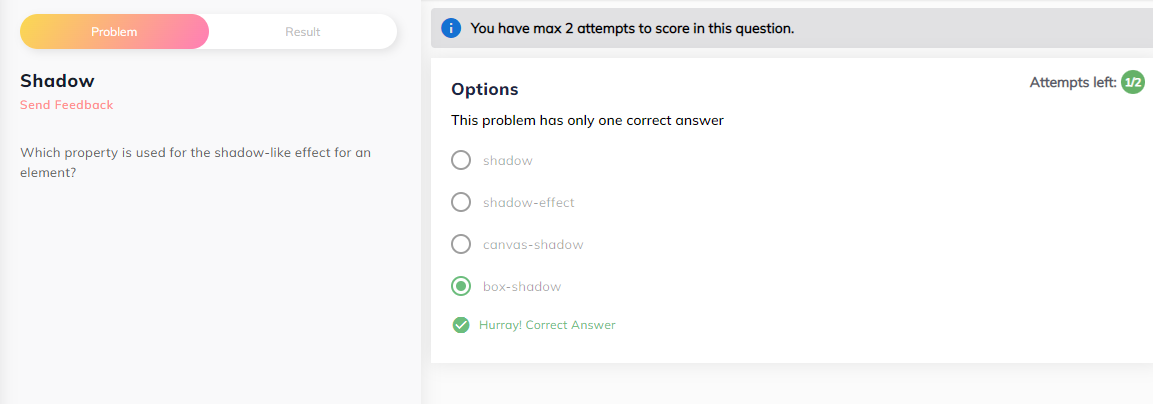 Problem
Result
Shadow
Send Feedback
Which property is used for the shadow-like effect for an
element?
You have max 2 attempts to score in this question.
Options
Attempts left: 1/2
This problem has only one correct answer
shadow
shadow-effect
canvas-shadow
box-shadow
Hurray! Correct Answer